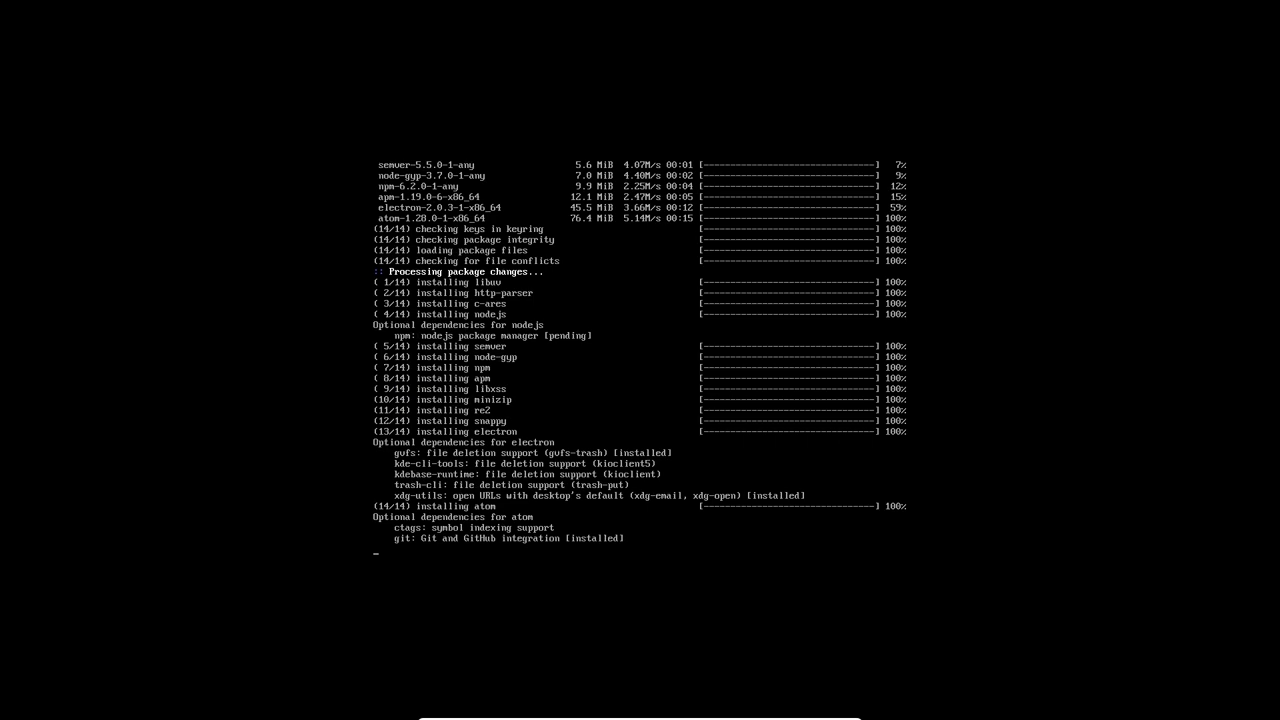 semver-5.5.0-1-any 5.6 MiB 4.07M/s 00:01 [--------------------------------] 7%
node-gyp-3.7.0-1-any 7.0 MiB 4.40M/s 00:02 [--------------------------------] 9%
npm-6.2.0-1-any 9.9 MiB 2.25M/s 00:04 [--------------------------------] 12%
apm-1.19.0-6-x86_64 12.1 MiB 2.47M/s 00:05 [--------------------------------] 15%
electron-2.0.3-1-x86_64 45.5 MiB 3.66M/s 00:12 [--------------------------------] 59%
atom-1.28.0-1-x86_64 76.4 MiB 5.14M/s 00:15 [--------------------------------] 100%
(14/14) checking keys in keyring [--------------------------------] 100%
(14/14) checking package integrity [--------------------------------] 100%
(14/14) loading package files [--------------------------------] 100%
(14/14) checking for file conflicts [--------------------------------] 100%
:: Processing package changes...
( 1/14) installing libuv [--------------------------------] 100%
( 2/14) installing http-parser [--------------------------------] 100%
( 3/14) installing c-ares [--------------------------------] 100%
( 4/14) installing nodejs [--------------------------------] 100%
Optional dependencies for nodejs
npm: nodejs package manager [pending]
( 5/14) installing semver [--------------------------------] 100%
( 6/14) installing node-gyp [--------------------------------] 100%
( 7/14) installing npm [--------------------------------] 100%
( 8/14) installing apm [--------------------------------] 100%
( 9/14) installing libxss [--------------------------------] 100%
(10/14) installing minizip [--------------------------------] 100%
(11/14) installing re2 [--------------------------------] 100%
(12/14) installing snappy [--------------------------------] 100%
(13/14) installing electron [--------------------------------] 100%
Optional dependencies for electron
gvfs: file deletion support (gvfs-trash) [installed]
kde-cli-tools: file deletion support (kioclient5)
kdebase-runtime: file deletion support (kioclient)
trash-cli: file deletion support (trash-put)
xdg-utils: open URLs with desktop's default (xdg-email, xdg-open) [installed]
(14/14) installing atom [--------------------------------] 100%
Optional dependencies for atom
ctags: symbol indexing support
git: Git and GitHub integration [installed]
_